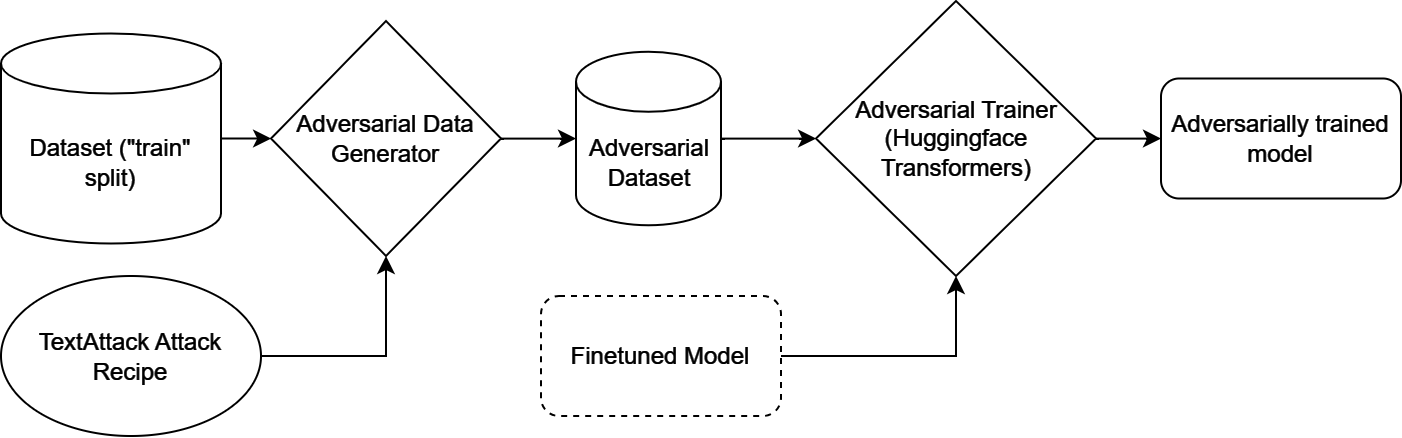 Dataset ("train"
split)
Adversarial Data
Generator
Adversarial
Dataset
Adversarial Trainer
(Huggingface
Transformers)
Adversarially trained
model
TextAttack Attack
Recipe
Finetuned Model